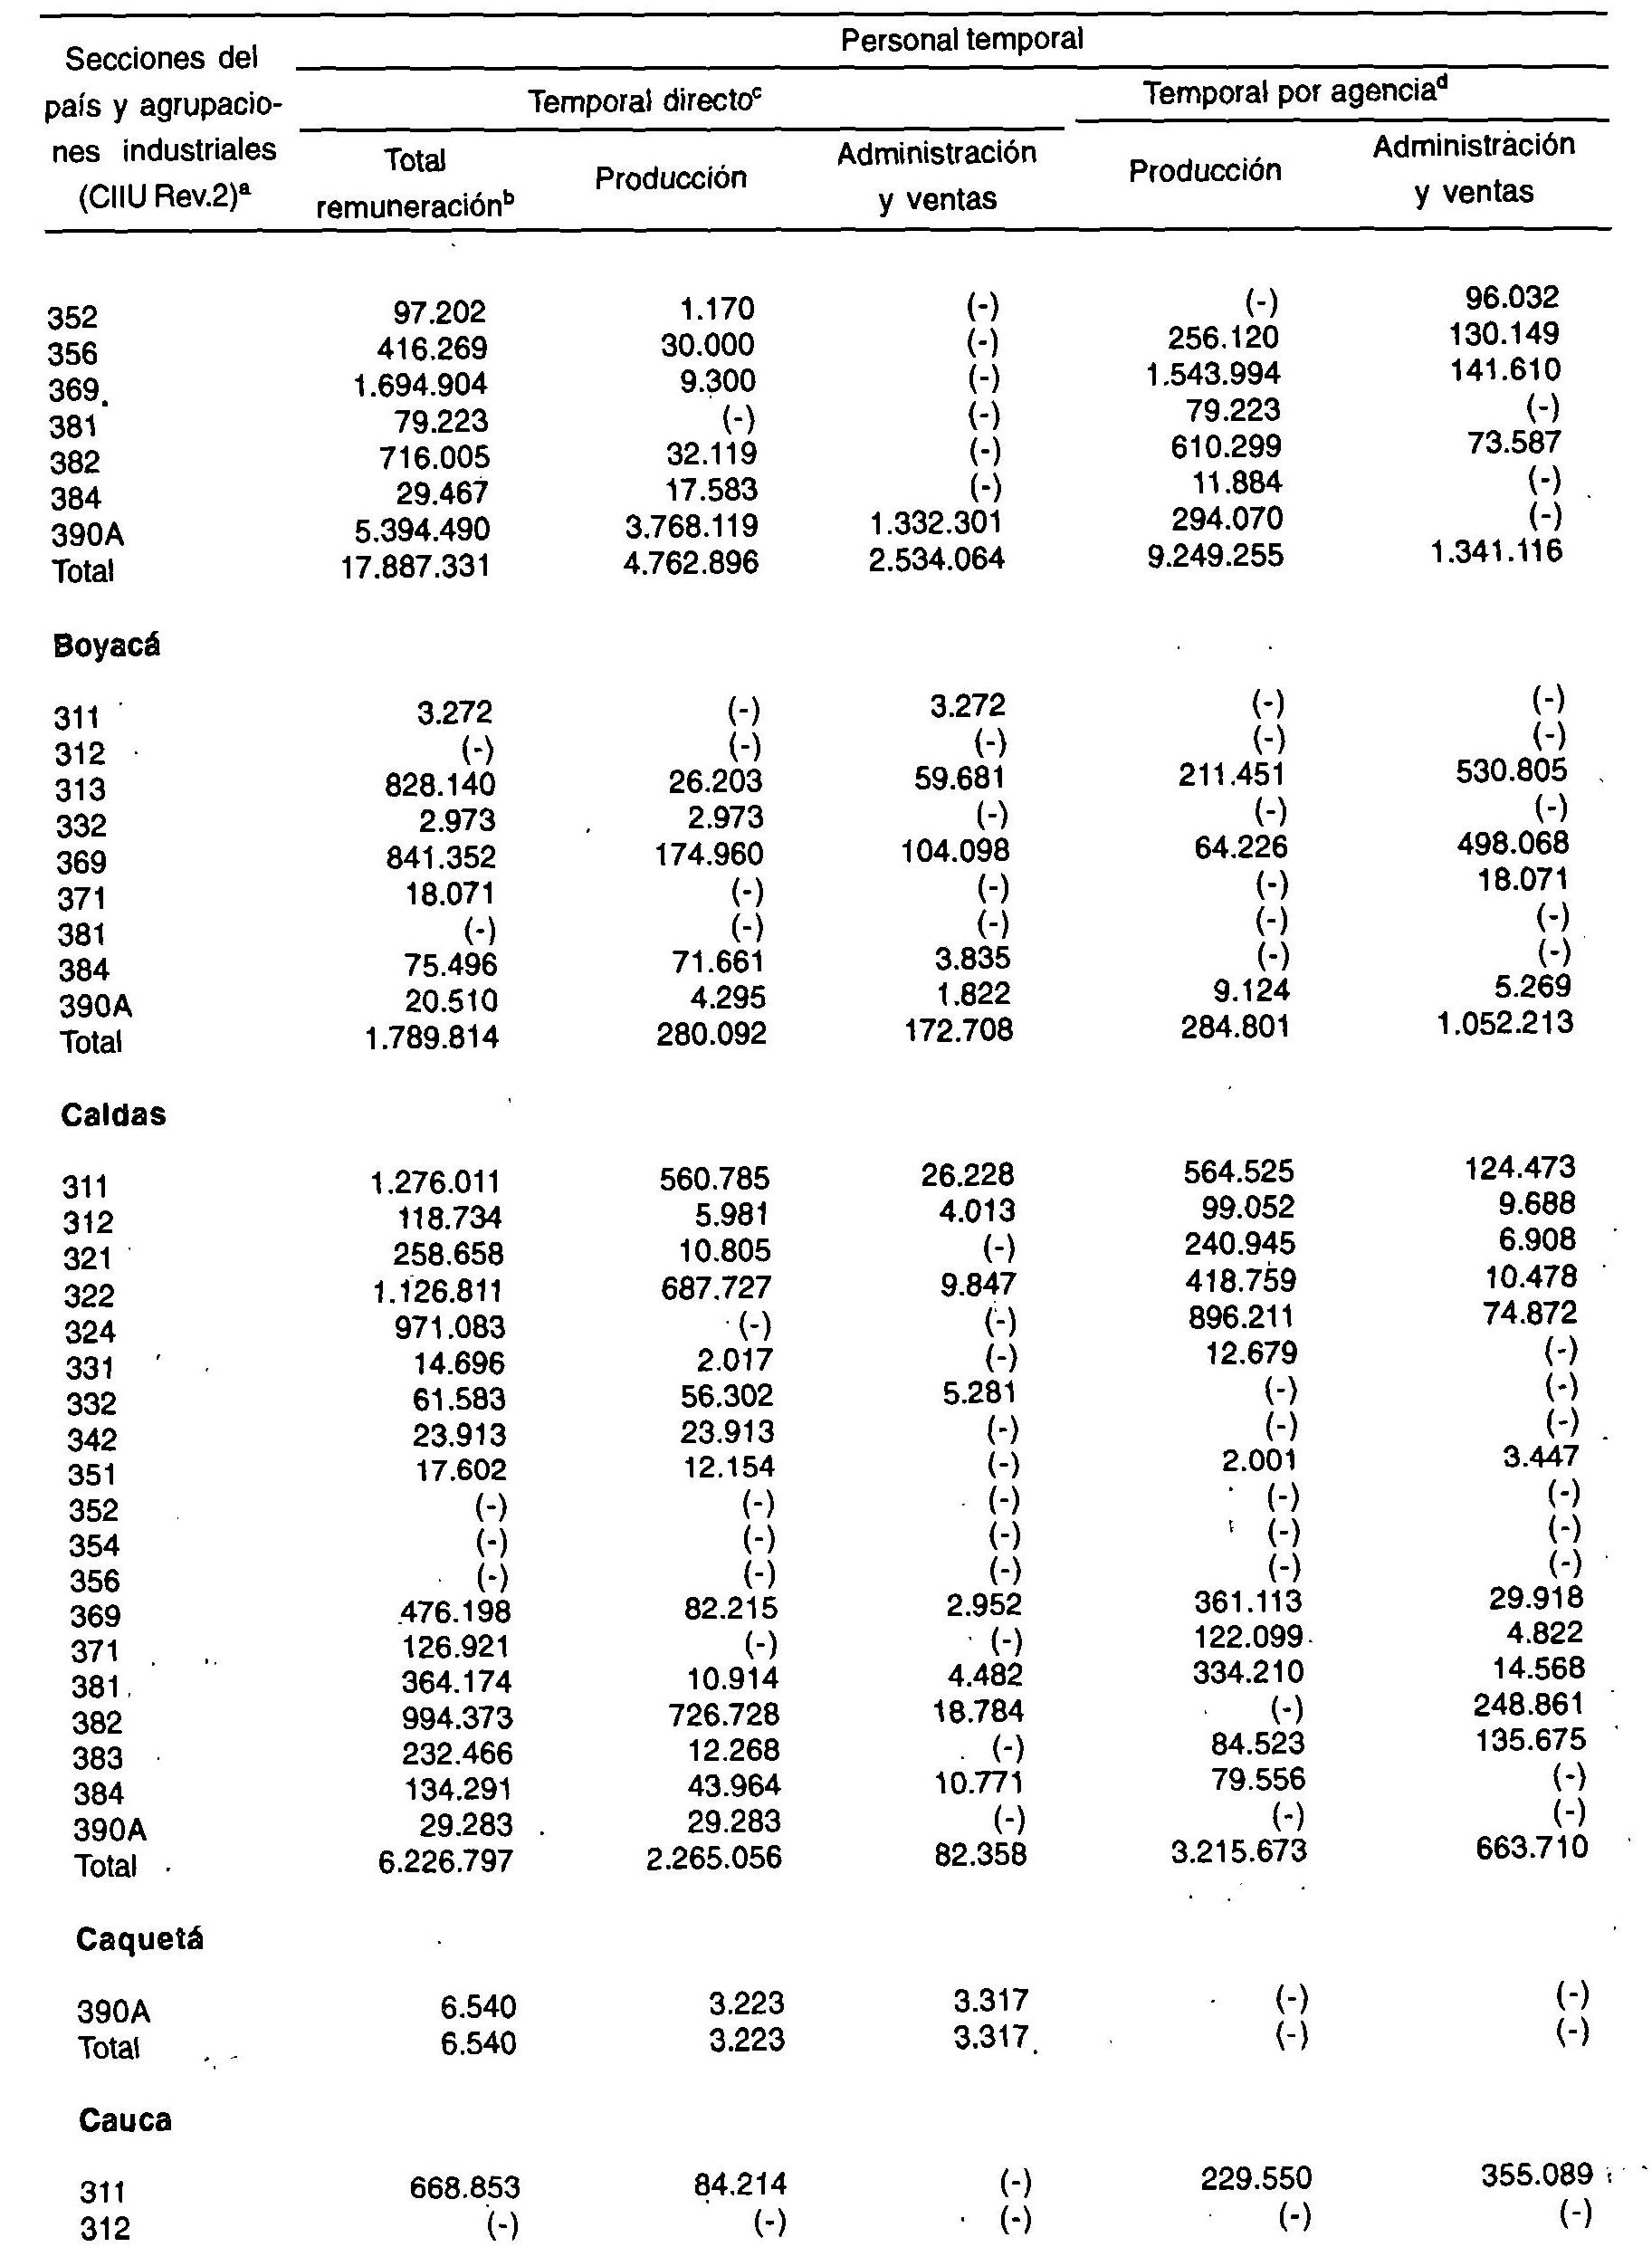 Personal temporal
Secciones del
país y agrupacio-
nes industriales
(CIIU Rev.2)ª
Temporal directoᶜ
Temporal por agenciaᵈ
Total
remuneraciónᵇ
Producción
Administración
y ventas
Producción
Administración
y ventas
352 97.202 1.170 (-) (-) 96.032
356 416.269 30.000 (-) 256.120 130.149
369 1.694.904 9.300 (-) 1.543.994 141.610
381 79.223 (-) (-) 79.223 (-)
382 716.005 32.119 (-) 610.299 73.587
384 29.467 17.583 (-) 11.884 (-)
390A 5.394.490 3.768.119 1.332.301 294.070 (-)
Total 17.887.331 4.762.896 2.534.064 9.249.255 1.341.116
Boyacá
311 3.272 (-) 3.272 (-) (-)
312 (-) (-) (-) (-) (-)
313 828.140 26.203 59.681 211.451 530.805
332 2.973 2.973 (-) (-) (-)
369 841.352 174.960 104.098 64.226 498.068
371 18.071 (-) (-) (-) 18.071
381 (-) (-) (-) (-) (-)
384 75.496 71.661 3.835 (-) (-)
390A 20.510 4.295 1.822 9.124 5.269
Total 1.789.814 280.092 172.708 284.801 1.052.213
Caldas
311 1.276.011 560.785 26.228 564.525 124.473
312 118.734 5.981 4.013 99.052 9.688
321 258.658 10.805 (-) 240.945 6.908
322 1.126.811 687.727 9.847 418.759 10.478
324 971.083 (-) (-) 896.211 74.872
331 14.696 2.017 (-) 12.679 (-)
332 61.583 56.302 5.281 (-) (-)
342 23.913 23.913 (-) (-) (-)
351 17.602 12.154 (-) 2.001 3.447
352 (-) (-) (-) (-) (-)
354 (-) (-) (-) (-) (-)
356 (-) (-) (-) (-) (-)
369 476.198 82.215 2.952 361.113 29.918
371 126.921 (-) (-) 122.099 4.822
381 364.174 10.914 4.482 334.210 14.568
382 994.373 726.728 18.784 (-) 248.861
383 232.466 12.268 (-) 84.523 135.675
384 134.291 43.964 10.771 79.556 (-)
390A 29.283 29.283 (-) (-) (-)
Total 6.226.797 2.265.056 82.358 3.215.673 663.710
Caquetá
390A 6.540 3.223 3.317 (-) (-)
Total 6.540 3.223 3.317 (-) (-)
Cauca
311 668.853 84.214 (-) 229.550 355.089
312 (-) (-) (-) (-) (-)